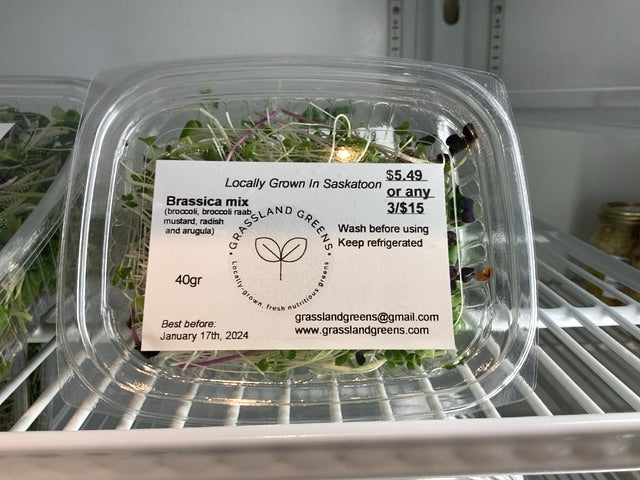 Locally Grown In Saskatoon
$5.49
or any
3/$15
Brassica mix
(broccoli, broccoli raab,
mustard, radish
and arugula)
• GRASSLAND GREENS •
Locally-grown, fresh nutritious greens
Wash before using
Keep refrigerated
40gr
Best before:
January 17th, 2024
grasslandgreens@gmail.com
www.grasslandgreens.com